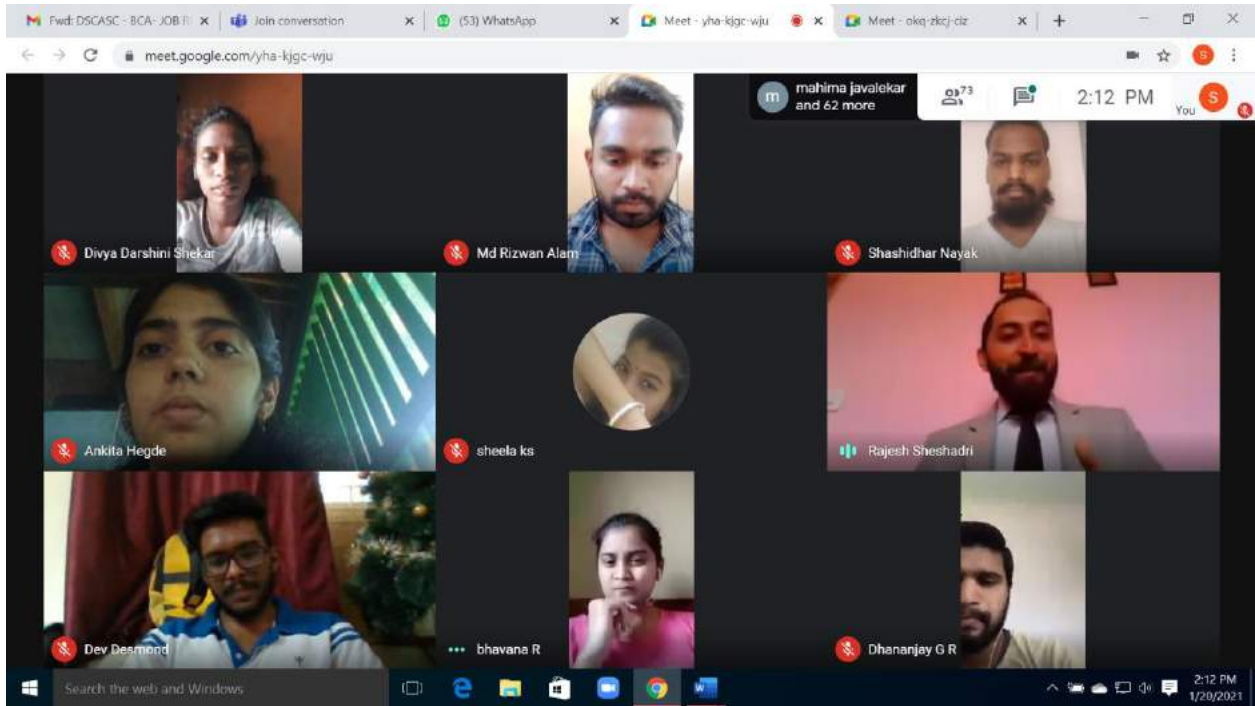 Fwd: DSCASC - BCA- JOB F
Join conversation
(53) WhatsApp
Meet - yha-kjgc-wju
Meet - okq-zkcj-ciz
meet.google.com/yha-kjgc-wju
S
m
mahima javalekar
and 62 more
73
2:12 PM
You
S
Divya Darshini Shekar
Md Rizwan Alam
Shashidhar Nayak
Ankita Hegde
sheela ks
Rajesh Sheshadri
Dev Desmond
bhavana R
Dhananjay G R
Search the web and Windows
2:12 PM
1/20/2021